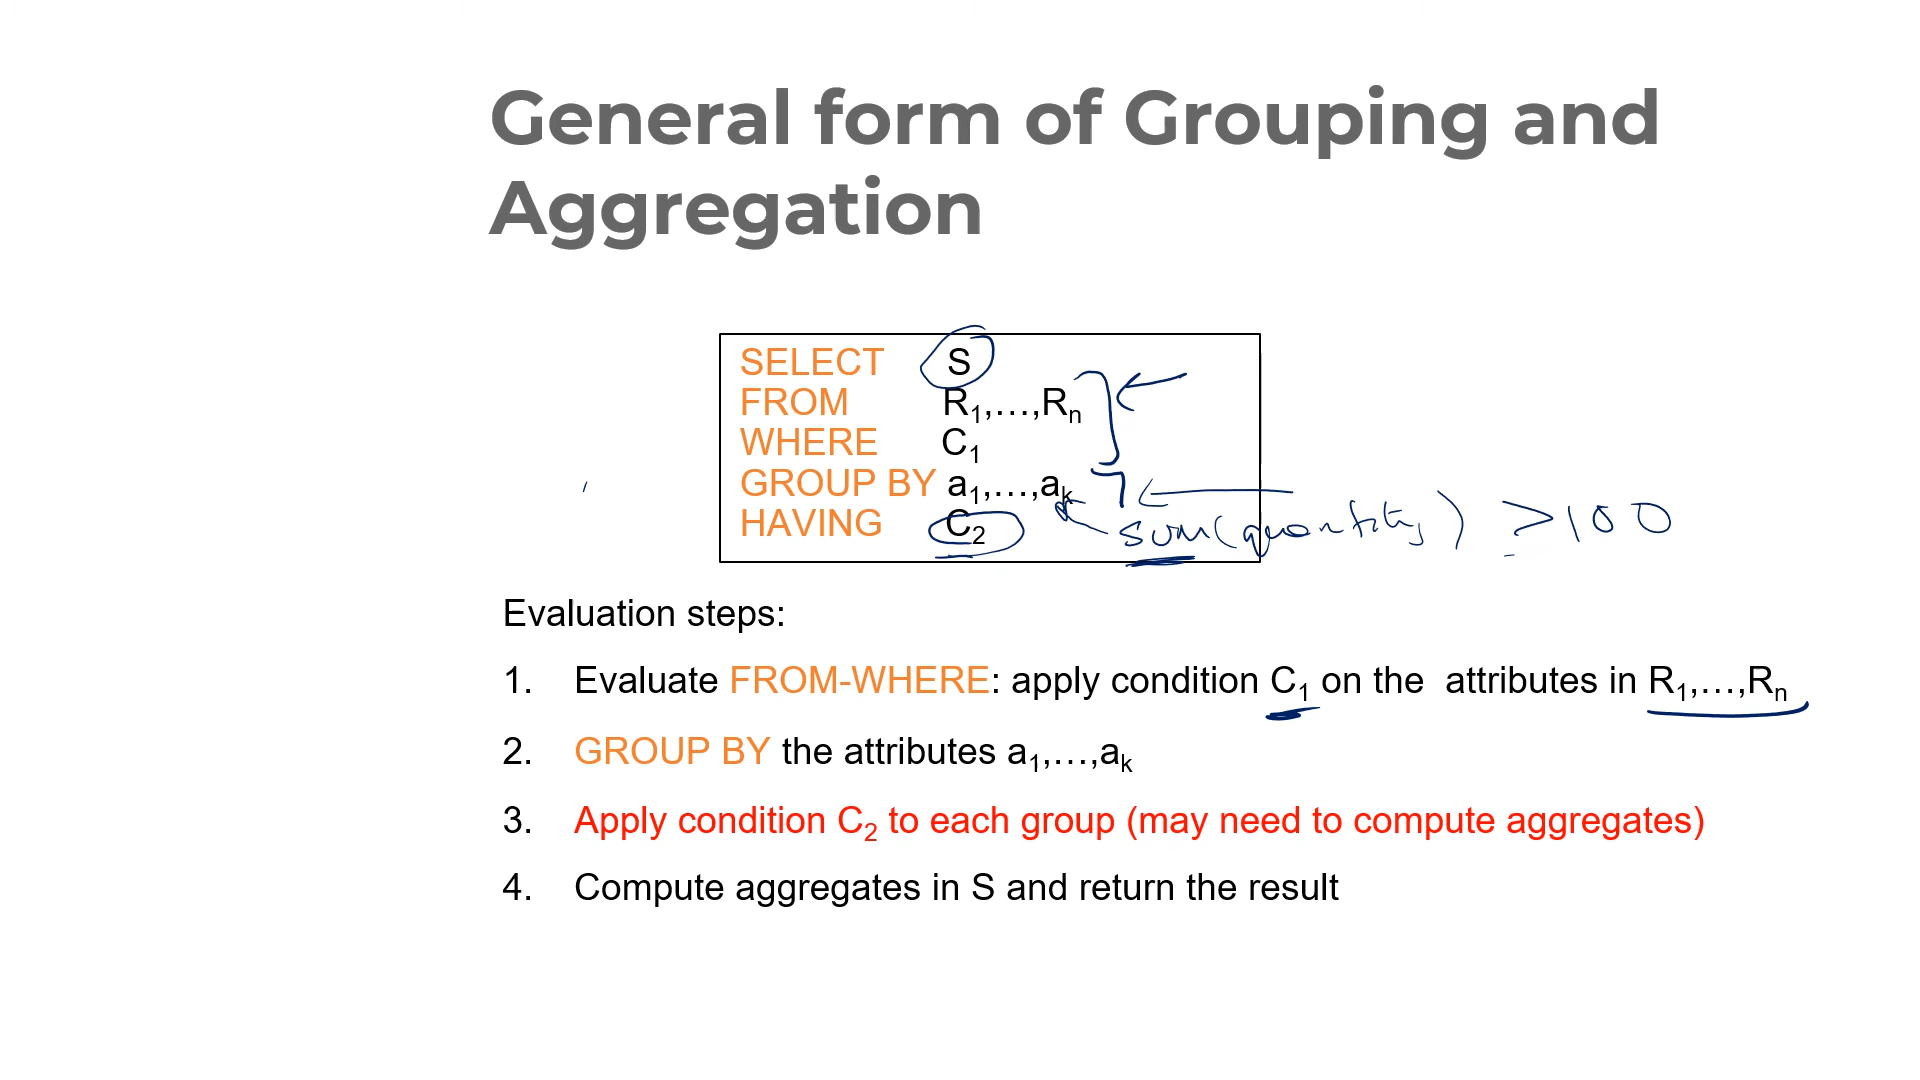 General form of Grouping and
Aggregation
SELECT S
FROM R1,…,Rn
WHERE C1
GROUP BY a1,…,ak
HAVING C2
sum(quantity) > 100
Evaluation steps:
1. Evaluate FROM-WHERE: apply condition C1 on the attributes in R1,…,Rn
2. GROUP BY the attributes a1,…,ak
3. Apply condition C2 to each group (may need to compute aggregates)
4. Compute aggregates in S and return the result